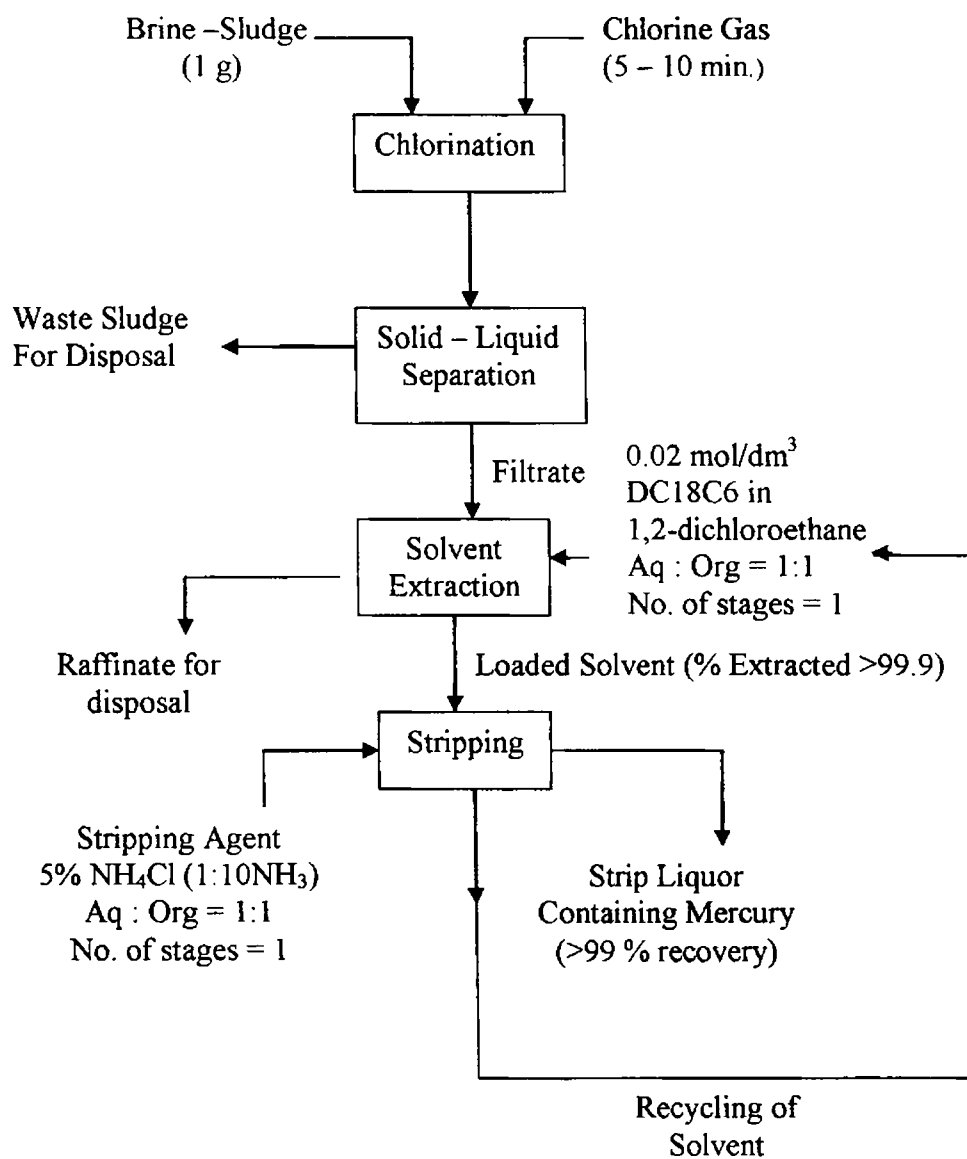 Brine –Sludge
(1 g)
Chlorine Gas
(5 – 10 min.)
Chlorination
Waste Sludge
For Disposal
Solid – Liquid
Separation
Filtrate
0.02 mol/dm³
DC18C6 in
1,2-dichloroethane
Aq : Org = 1:1
No. of stages = 1
Solvent
Extraction
Raffinate for
disposal
Loaded Solvent (% Extracted >99.9)
Stripping
Stripping Agent
5% NH₄Cl (1:10NH₃)
Aq : Org = 1:1
No. of stages = 1
Strip Liquor
Containing Mercury
(>99 % recovery)
Recycling of
Solvent